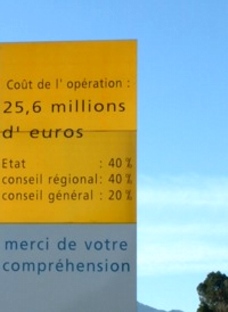 Coût de l' opération :
25,6 millions
d' euros
Etat : 40 %
conseil régional: 40 %
conseil général : 20 %
merci de votre
compréhension